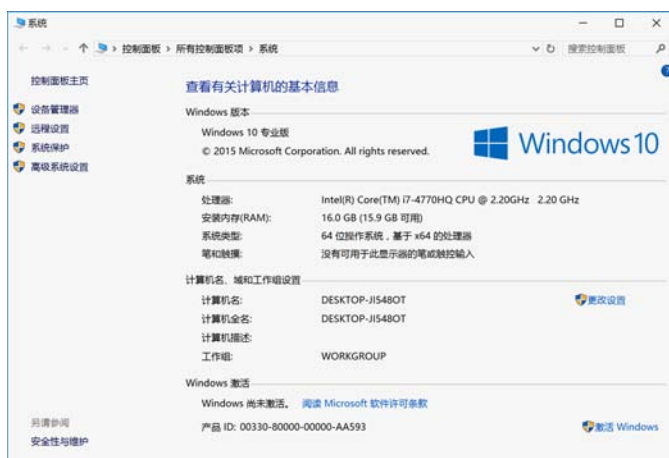 系统
控制面板 › 所有控制面板项 › 系统
搜索控制面板
控制面板主页
设备管理器
远程设置
系统保护
高级系统设置
查看有关计算机的基本信息
Windows 版本
Windows 10 专业版
© 2015 Microsoft Corporation. All rights reserved.
Windows 10
系统
处理器: Intel(R) Core(TM) i7-4770HQ CPU @ 2.20GHz 2.20 GHz
安装内存(RAM): 16.0 GB (15.9 GB 可用)
系统类型: 64 位操作系统，基于 x64 的处理器
笔和触摸: 没有可用于此显示器的笔或触控输入
计算机名、域和工作组设置
计算机名: DESKTOP-JI548OT 更改设置
计算机全名: DESKTOP-JI548OT
计算机描述:
工作组: WORKGROUP
Windows 激活
Windows 尚未激活。 阅读 Microsoft 软件许可条款
产品 ID: 00330-80000-00000-AA593 激活 Windows
另请参阅
安全性与维护